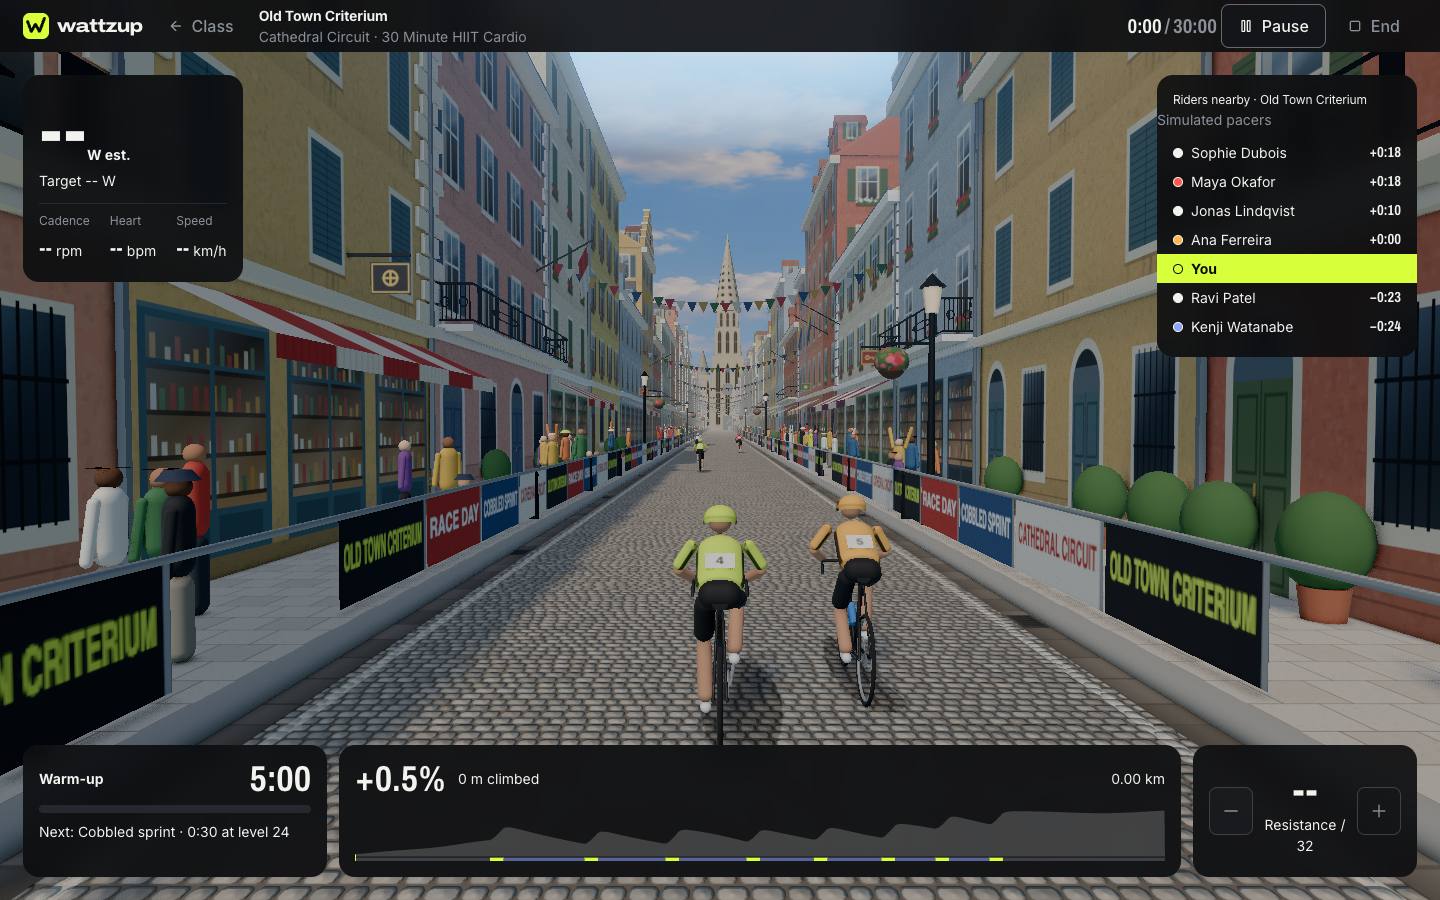 wattzup
← Class
Old Town Criterium
Cathedral Circuit · 30 Minute HIIT Cardio
0:00 / 30:00
Pause
End
--
W est.
Target -- W
Cadence Heart Speed
-- rpm -- bpm -- km/h
Riders nearby · Old Town Criterium
Simulated pacers
Sophie Dubois +0:18
Maya Okafor +0:18
Jonas Lindqvist +0:10
Ana Ferreira +0:00
You
Ravi Patel −0:23
Kenji Watanabe −0:24
OLD TOWN CRITERIUM
RACE DAY
COBBLED SPRINT
RACE DAY
COBBLED SPRINT
CATHEDRAL CIRCUIT
OLD TOWN CRITERIUM
N CRITERIUM
4
5
Warm-up 5:00
Next: Cobbled sprint · 0:30 at level 24
+0.5% 0 m climbed 0.00 km
− -- +
Resistance /
32